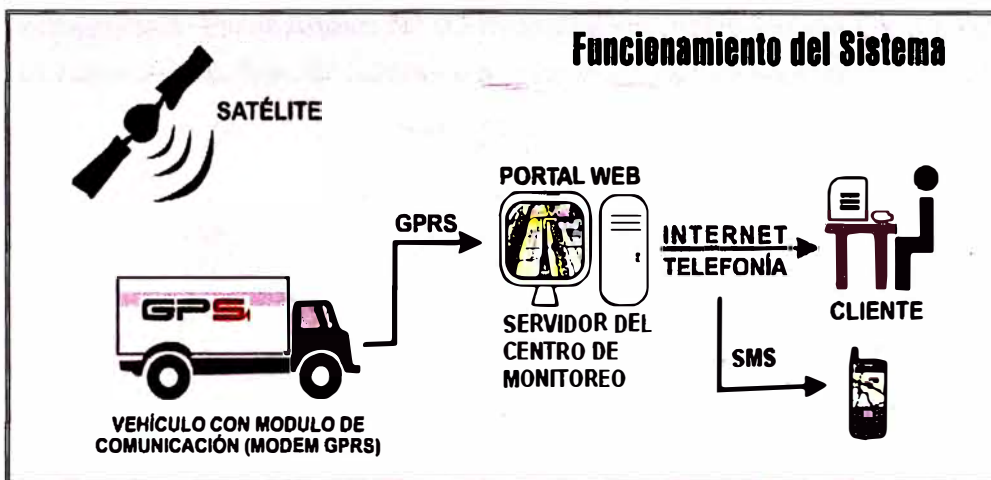 Funcionamiento del Sistema
SATÉLITE
PORTAL WEB
GPRS
INTERNET
TELEFONÍA
GPS
SERVIDOR DEL
CENTRO DE
MONITOREO
CLIENTE
SMS
VEHÍCULO CON MODULO DE
COMUNICACIÓN (MODEM GPRS)